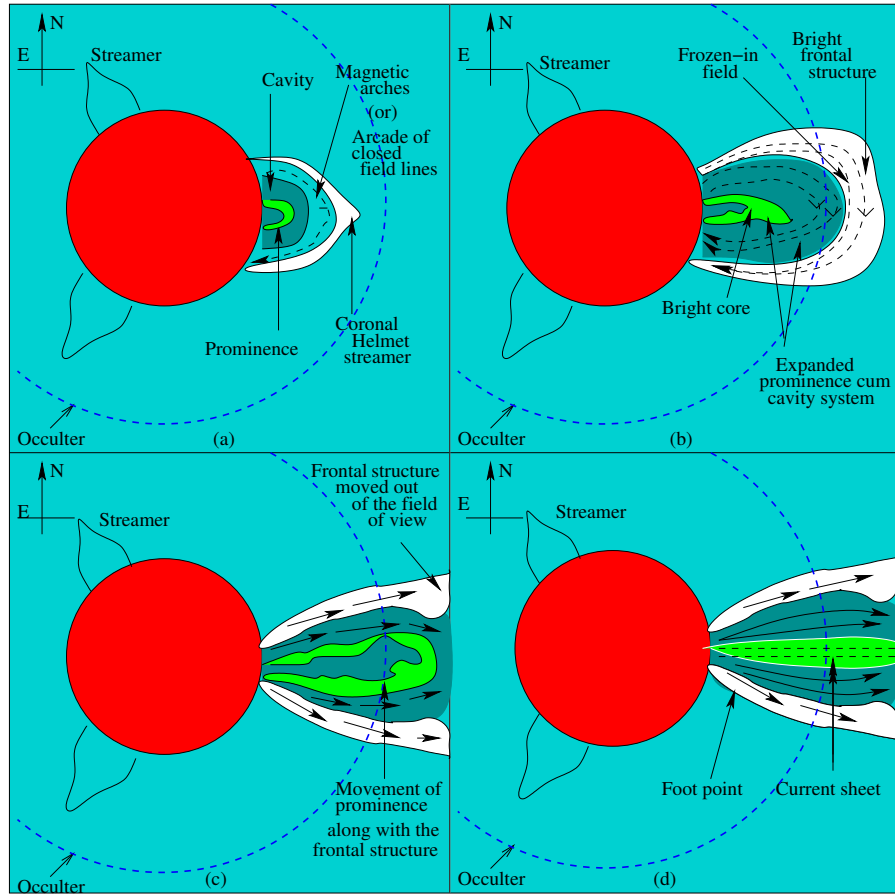 N
E
Streamer
Cavity
Magnetic
arches
(or)
Arcade of
closed
field lines
Prominence
Coronal
Helmet
streamer
Occulter
(a)
N
E
Streamer
Frozen-in
field
Bright
frontal
structure
Bright core
Expanded
prominence cum
cavity system
(b)
N
E
Streamer
Frontal structure
moved out
of the field
of view
Movement of
prominence
along with the
frontal structure
Occulter
(c)
N
E
Streamer
Foot point
Current sheet
(d)